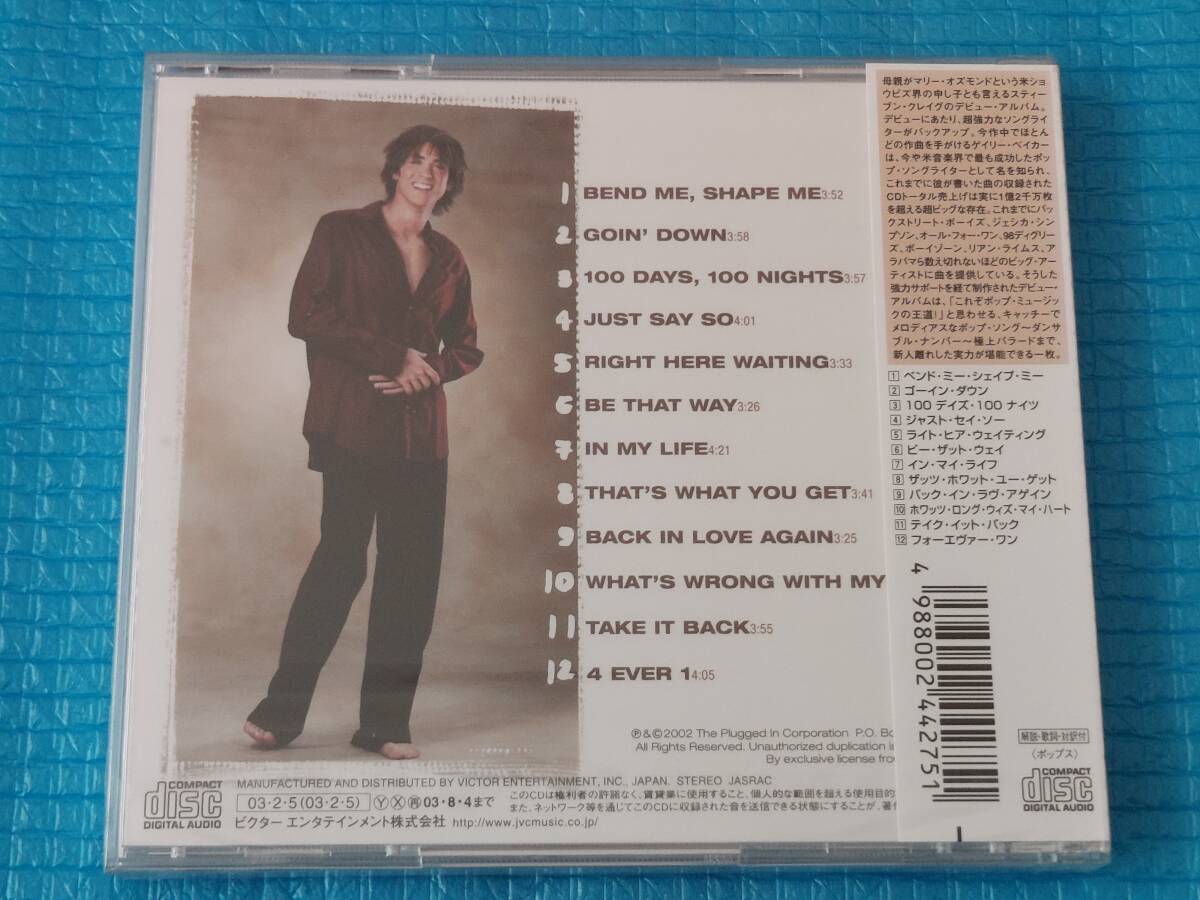 1 BEND ME, SHAPE ME 3:52
2 GOIN' DOWN 3:58
3 100 DAYS, 100 NIGHTS 3:57
4 JUST SAY SO 4:01
5 RIGHT HERE WAITING 3:33
6 BE THAT WAY 3:26
7 IN MY LIFE 4:21
8 THAT'S WHAT YOU GET 3:41
9 BACK IN LOVE AGAIN 3:25
10 WHAT'S WRONG WITH MY
11 TAKE IT BACK 3:55
12 4 EVER 1 4:05
℗&©2002 The Plugged In Corporation P.O. Bo
All Rights Reserved. Unauthorized duplication i
By exclusive license fro
MANUFACTURED AND DISTRIBUTED BY VICTOR ENTERTAINMENT, INC., JAPAN. STEREO JASRAC
COMPACT
disc
DIGITAL AUDIO
03・2・5(03・2・5) Ⓨ Ⓧ ㊢ 03・8・4まで
ビクター エンタテインメント株式会社 http://www.jvcmusic.co.jp/
このCDは権利者の許諾なく、賃貸業に使用すること、個人的な範囲を超える使用目的
また、ネットワーク等を通じてこのCDに収録された音を送信できる状態にすることが、著作
母親がマリー・オズモンドという米ショ
ウビズ界の申し子とも言えるスティー
ブン・クレイグのデビュー・アルバム。
デビューにあたり、超強力なソングライ
ターがバックアップ。今作中でほとん
どの作曲を手がけるゲイリー・ベイカー
は、今や米音楽界で最も成功したポッ
プ・ソングライターとして名を知られ、
これまでに彼が書いた曲の収録された
CDトータル売上げは実に1億2千万枚
を超える超ビッグな存在。これまでにバッ
クストリート・ボーイズ、ジェシカ・シン
プソン、オール・フォー・ワン、98ディグリー
ズ、ボーイゾーン、リアン・ライムス、ア
ラバマら数え切れないほどのビッグ・アー
ティストに曲を提供している。そうした
強力サポートを経て制作されたデビュー・
アルバムは、「これぞポップ・ミュージッ
クの王道!」と思わせる、キャッチーで
メロディアスなポップ・ソング〜ダンサ
ブル・ナンバー〜極上バラードまで、
新人離れした実力が堪能できる一枚。
1 ベンド・ミー・シェイプ・ミー
2 ゴーイン・ダウン
3 100 デイズ・100 ナイツ
4 ジャスト・セイ・ソー
5 ライト・ヒア・ウェイティング
6 ビー・ザット・ウェイ
7 イン・マイ・ライフ
8 ザッツ・ホワット・ユー・ゲット
9 バック・イン・ラヴ・アゲイン
10 ホワッツ・ロング・ウィズ・マイ・ハート
11 テイク・イット・バック
12 フォーエヴァー・ワン
4 988002 442751
解説・歌詞・対訳付
〈ポップス〉
COMPACT
disc
DIGITAL AUDIO